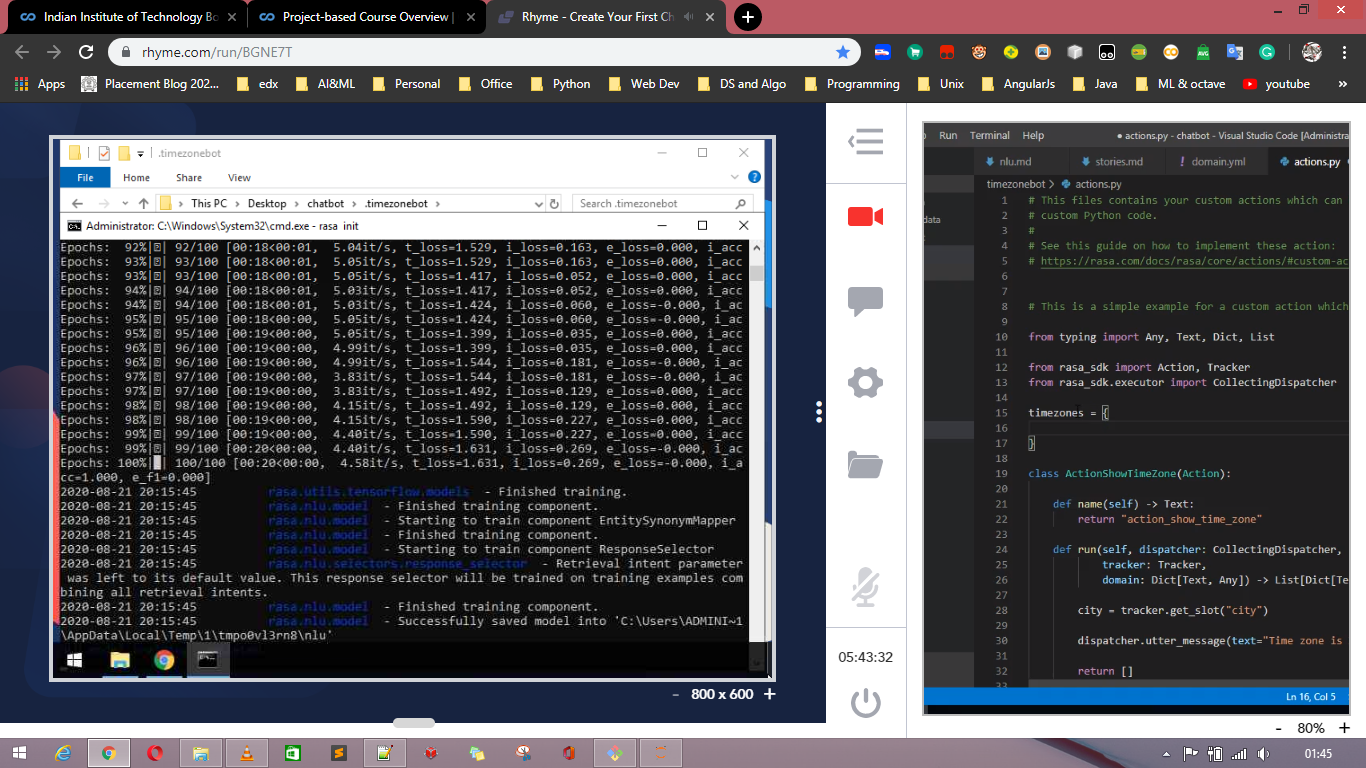 Indian Institute of Technology Bo
Project-based Course Overview |
Rhyme - Create Your First Ch
rhyme.com/run/BGNE7T
Apps
Placement Blog 202...
edx
AI&ML
Personal
Office
Python
Web Dev
DS and Algo
Programming
Unix
AngularJs
Java
ML & octave
youtube
»
.timezonebot
File Home Share View
This PC > Desktop > chatbot > .timezonebot >
Search .timezonebot
Administrator: C:\Windows\System32\cmd.exe - rasa init
Epochs: 92%| | 92/100 [00:18<00:01, 5.04it/s, t_loss=1.529, i_loss=0.163, e_loss=0.000, i_acc
Epochs: 93%| | 93/100 [00:18<00:01, 5.05it/s, t_loss=1.529, i_loss=0.163, e_loss=0.000, i_acc
Epochs: 93%| | 93/100 [00:18<00:01, 5.05it/s, t_loss=1.417, i_loss=0.052, e_loss=0.000, i_acc
Epochs: 94%| | 94/100 [00:18<00:01, 5.03it/s, t_loss=1.417, i_loss=0.052, e_loss=0.000, i_acc
Epochs: 94%| | 94/100 [00:18<00:01, 5.03it/s, t_loss=1.424, i_loss=0.060, e_loss=-0.000, i_ac
Epochs: 95%| | 95/100 [00:19<00:00, 5.05it/s, t_loss=1.424, i_loss=0.060, e_loss=-0.000, i_ac
Epochs: 95%| | 95/100 [00:19<00:00, 5.05it/s, t_loss=1.399, i_loss=0.035, e_loss=0.000, i_acc
Epochs: 96%| | 96/100 [00:19<00:00, 4.99it/s, t_loss=1.399, i_loss=0.035, e_loss=0.000, i_acc
Epochs: 96%| | 96/100 [00:19<00:00, 4.99it/s, t_loss=1.544, i_loss=0.181, e_loss=-0.000, i_ac
Epochs: 97%| | 97/100 [00:19<00:00, 3.83it/s, t_loss=1.544, i_loss=0.181, e_loss=-0.000, i_ac
Epochs: 97%| | 97/100 [00:19<00:00, 3.83it/s, t_loss=1.492, i_loss=0.129, e_loss=0.000, i_acc
Epochs: 98%| | 98/100 [00:19<00:00, 4.15it/s, t_loss=1.492, i_loss=0.129, e_loss=0.000, i_acc
Epochs: 98%| | 98/100 [00:19<00:00, 4.15it/s, t_loss=1.590, i_loss=0.227, e_loss=0.000, i_acc
Epochs: 99%| | 99/100 [00:19<00:00, 4.40it/s, t_loss=1.590, i_loss=0.227, e_loss=0.000, i_acc
Epochs: 99%| | 99/100 [00:20<00:00, 4.40it/s, t_loss=1.631, i_loss=0.269, e_loss=-0.000, i_ac
Epochs: 100%| | 100/100 [00:20<00:00, 4.58it/s, t_loss=1.631, i_loss=0.269, e_loss=-0.000, i_a
cc=1.000, e_f1=0.000]
2020-08-21 20:15:45 rasa.utils.tensorflow.models - Finished training.
2020-08-21 20:15:45 rasa.nlu.model - Finished training component.
2020-08-21 20:15:45 rasa.nlu.model - Starting to train component EntitySynonymMapper
2020-08-21 20:15:45 rasa.nlu.model - Finished training component.
2020-08-21 20:15:45 rasa.nlu.model - Starting to train component ResponseSelector
2020-08-21 20:15:45 rasa.nlu.selectors.response_selector - Retrieval intent parameter
was left to its default value. This response selector will be trained on training examples com
bining all retrieval intents.
2020-08-21 20:15:45 rasa.nlu.model - Finished training component.
2020-08-21 20:15:45 rasa.nlu.model - Successfully saved model into 'C:\Users\ADMINI~1
\AppData\Local\Temp\1\tmpo0vl3rn8\nlu'
- 800 x 600 +
05:43:32
Run Terminal Help
● actions.py - chatbot - Visual Studio Code [Administra
nlu.md
stories.md
domain.yml
actions.py
timezonebot > actions.py
data
1 # This files contains your custom actions which can
2 # custom Python code.
3 #
4 # See this guide on how to implement these action:
5 # https://rasa.com/docs/rasa/core/actions/#custom-ac
6
7
8 # This is a simple example for a custom action which
9
10 from typing import Any, Text, Dict, List
11
12 from rasa_sdk import Action, Tracker
13 from rasa_sdk.executor import CollectingDispatcher
14
15 timezones = {
16
17 }
18
19 class ActionShowTimeZone(Action):
20
21 def name(self) -> Text:
22 return "action_show_time_zone"
23
24 def run(self, dispatcher: CollectingDispatcher,
25 tracker: Tracker,
26 domain: Dict[Text, Any]) -> List[Dict[Te
27
28 city = tracker.get_slot("city")
29
30 dispatcher.utter_message(text="Time zone is
31
32 return []
33
Ln 16, Col 5
- 80% +
01:45